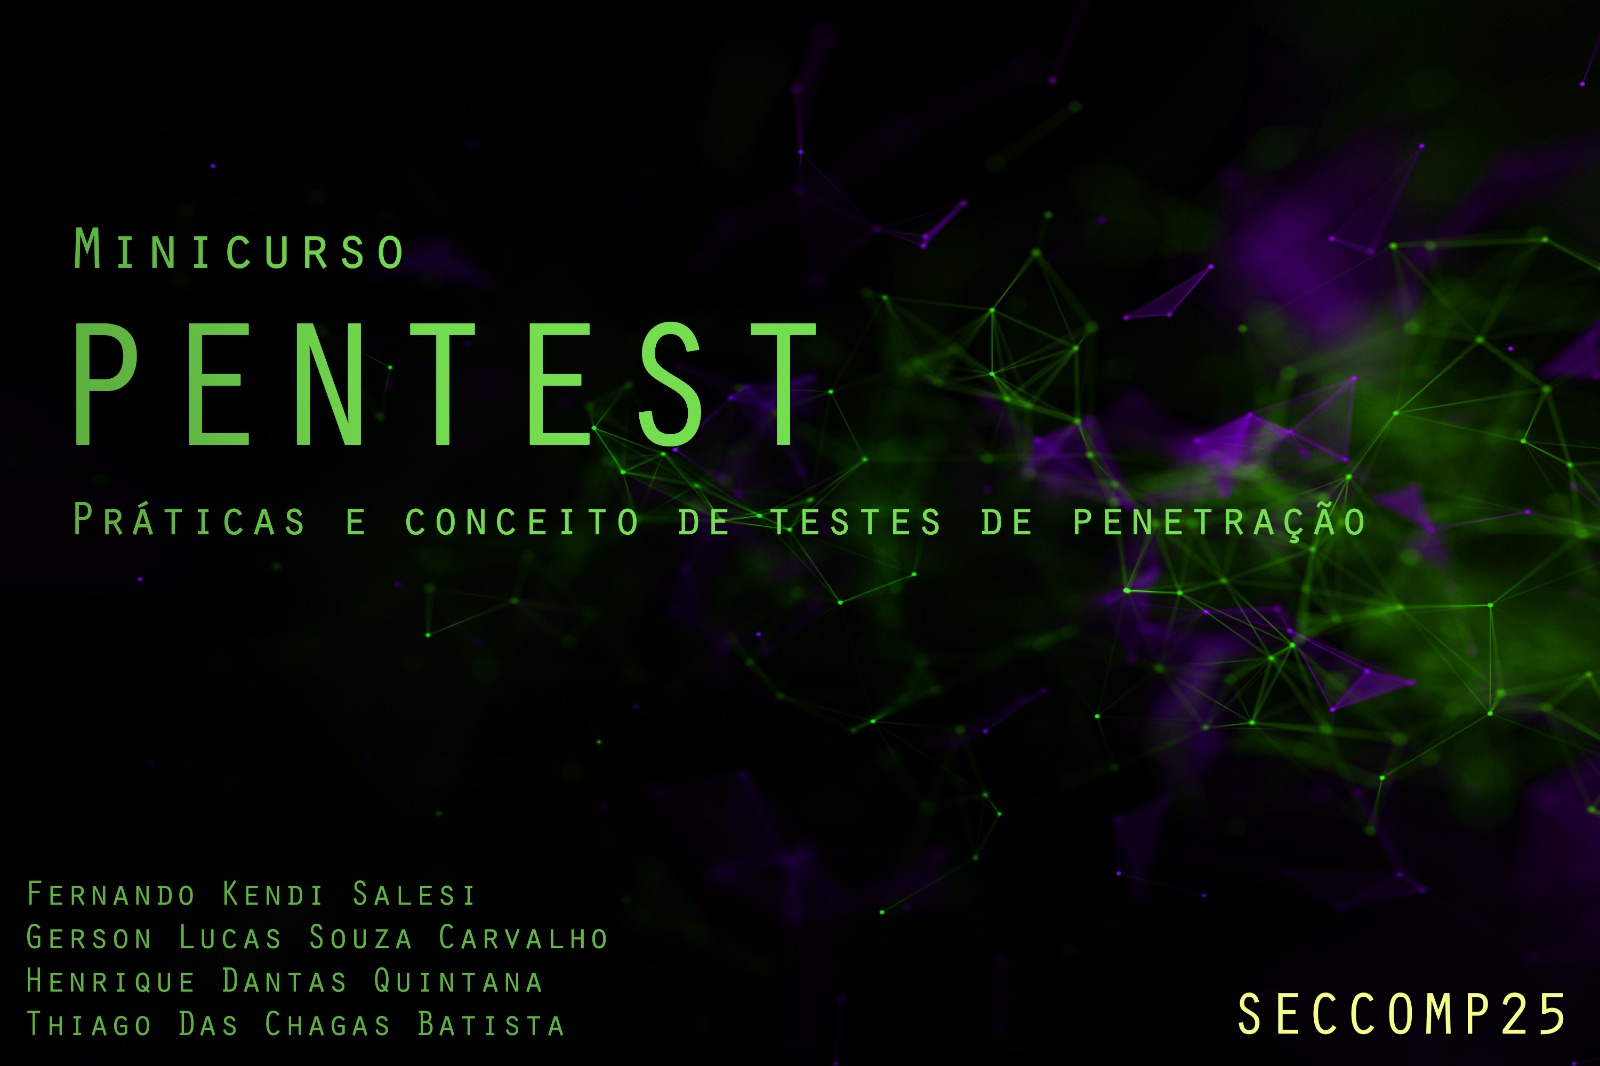 Minicurso
PENTEST
Práticas e conceito de testes de penetração
Fernando Kendi Salesi
Gerson Lucas Souza Carvalho
Henrique Dantas Quintana
Thiago Das Chagas Batista
SECCOMP25